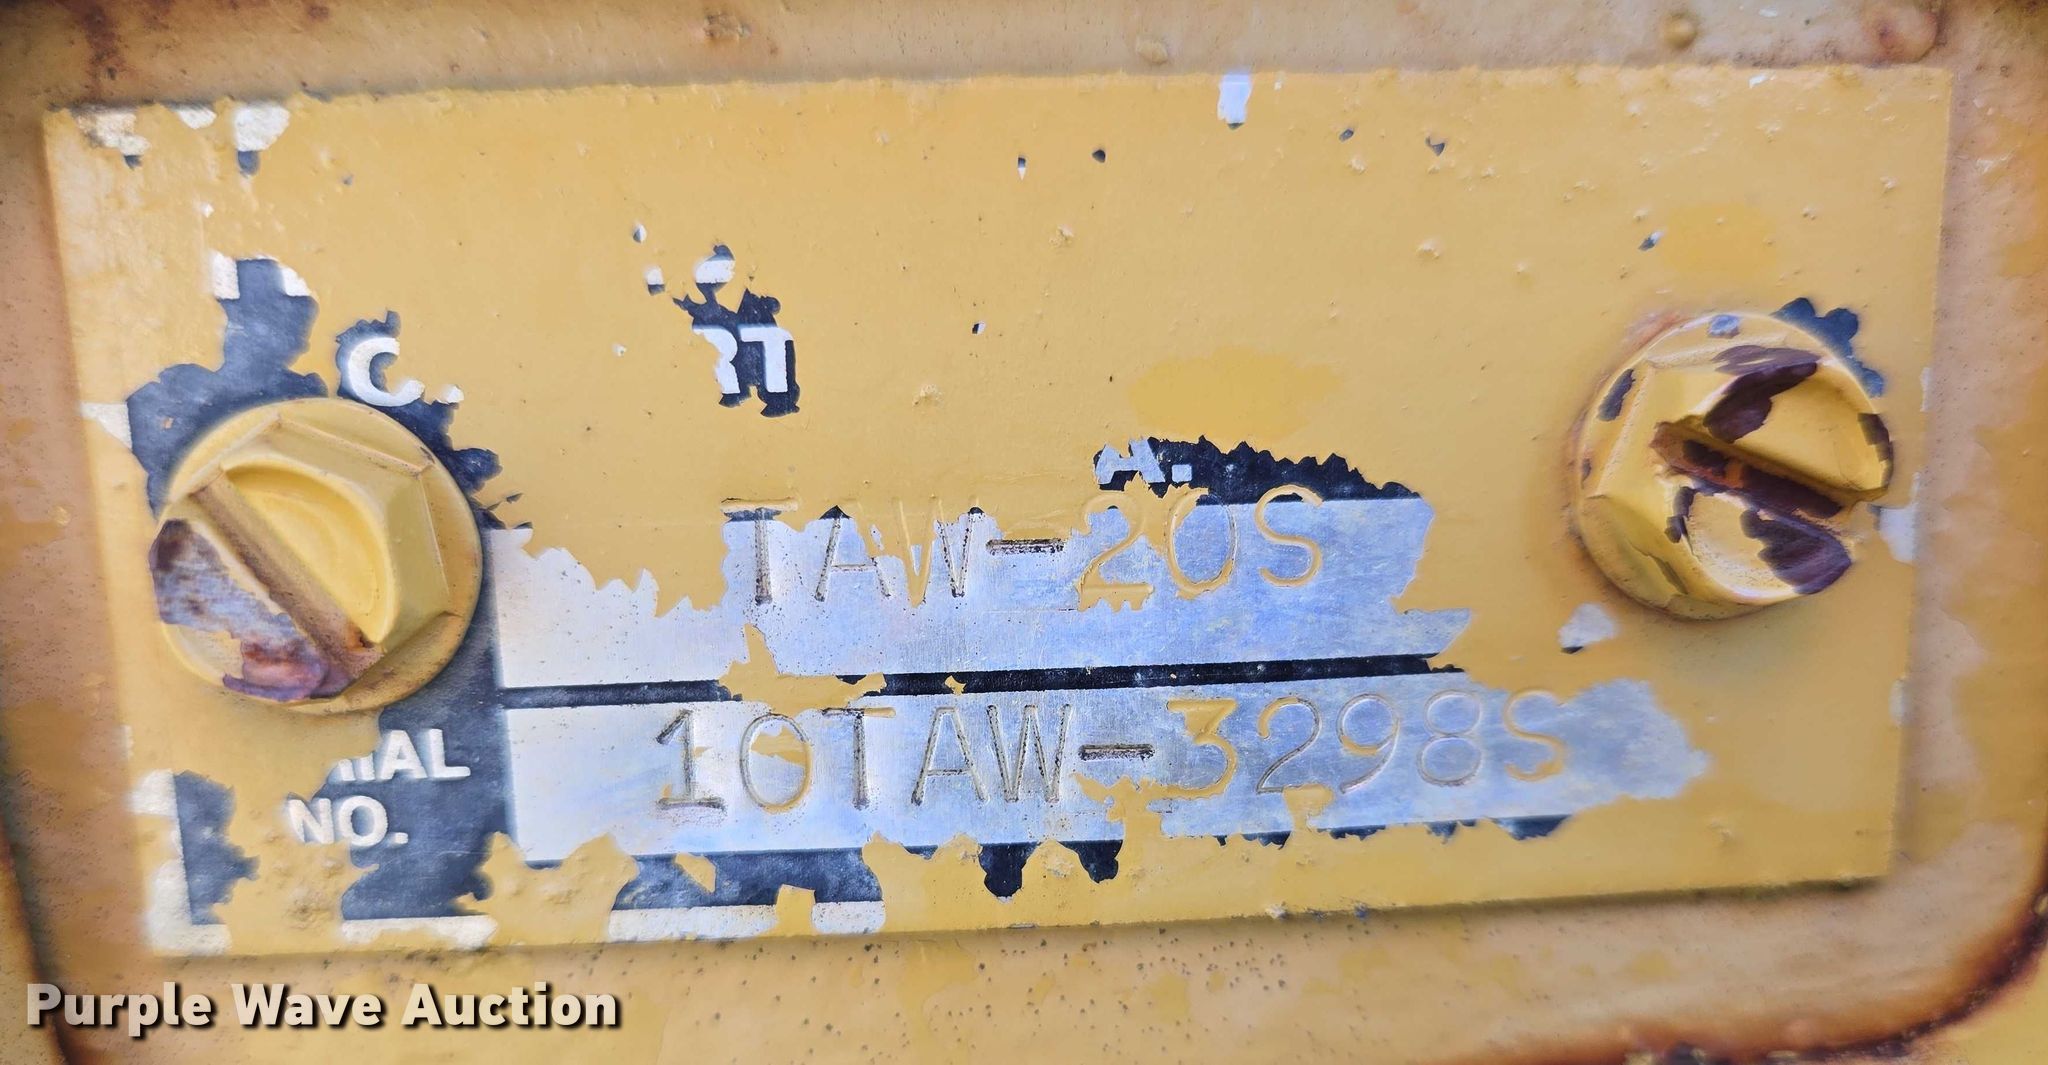 C.
RT
A.
TAW-20S
IAL
NO.
10TAW-3298S
Purple Wave Auction